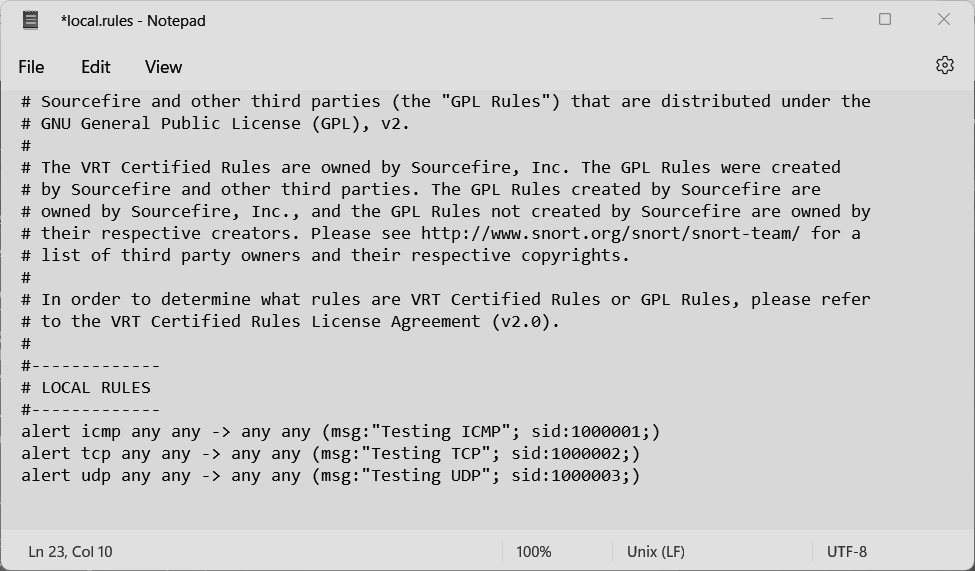 *local.rules - Notepad
File Edit View
# Sourcefire and other third parties (the "GPL Rules") that are distributed under the
# GNU General Public License (GPL), v2.
#
# The VRT Certified Rules are owned by Sourcefire, Inc. The GPL Rules were created
# by Sourcefire and other third parties. The GPL Rules created by Sourcefire are
# owned by Sourcefire, Inc., and the GPL Rules not created by Sourcefire are owned by
# their respective creators. Please see http://www.snort.org/snort/snort-team/ for a
# list of third party owners and their respective copyrights.
#
# In order to determine what rules are VRT Certified Rules or GPL Rules, please refer
# to the VRT Certified Rules License Agreement (v2.0).
#
#-------------
# LOCAL RULES
#-------------
alert icmp any any -> any any (msg:"Testing ICMP"; sid:1000001;)
alert tcp any any -> any any (msg:"Testing TCP"; sid:1000002;)
alert udp any any -> any any (msg:"Testing UDP"; sid:1000003;)
Ln 23, Col 10 100% Unix (LF) UTF-8